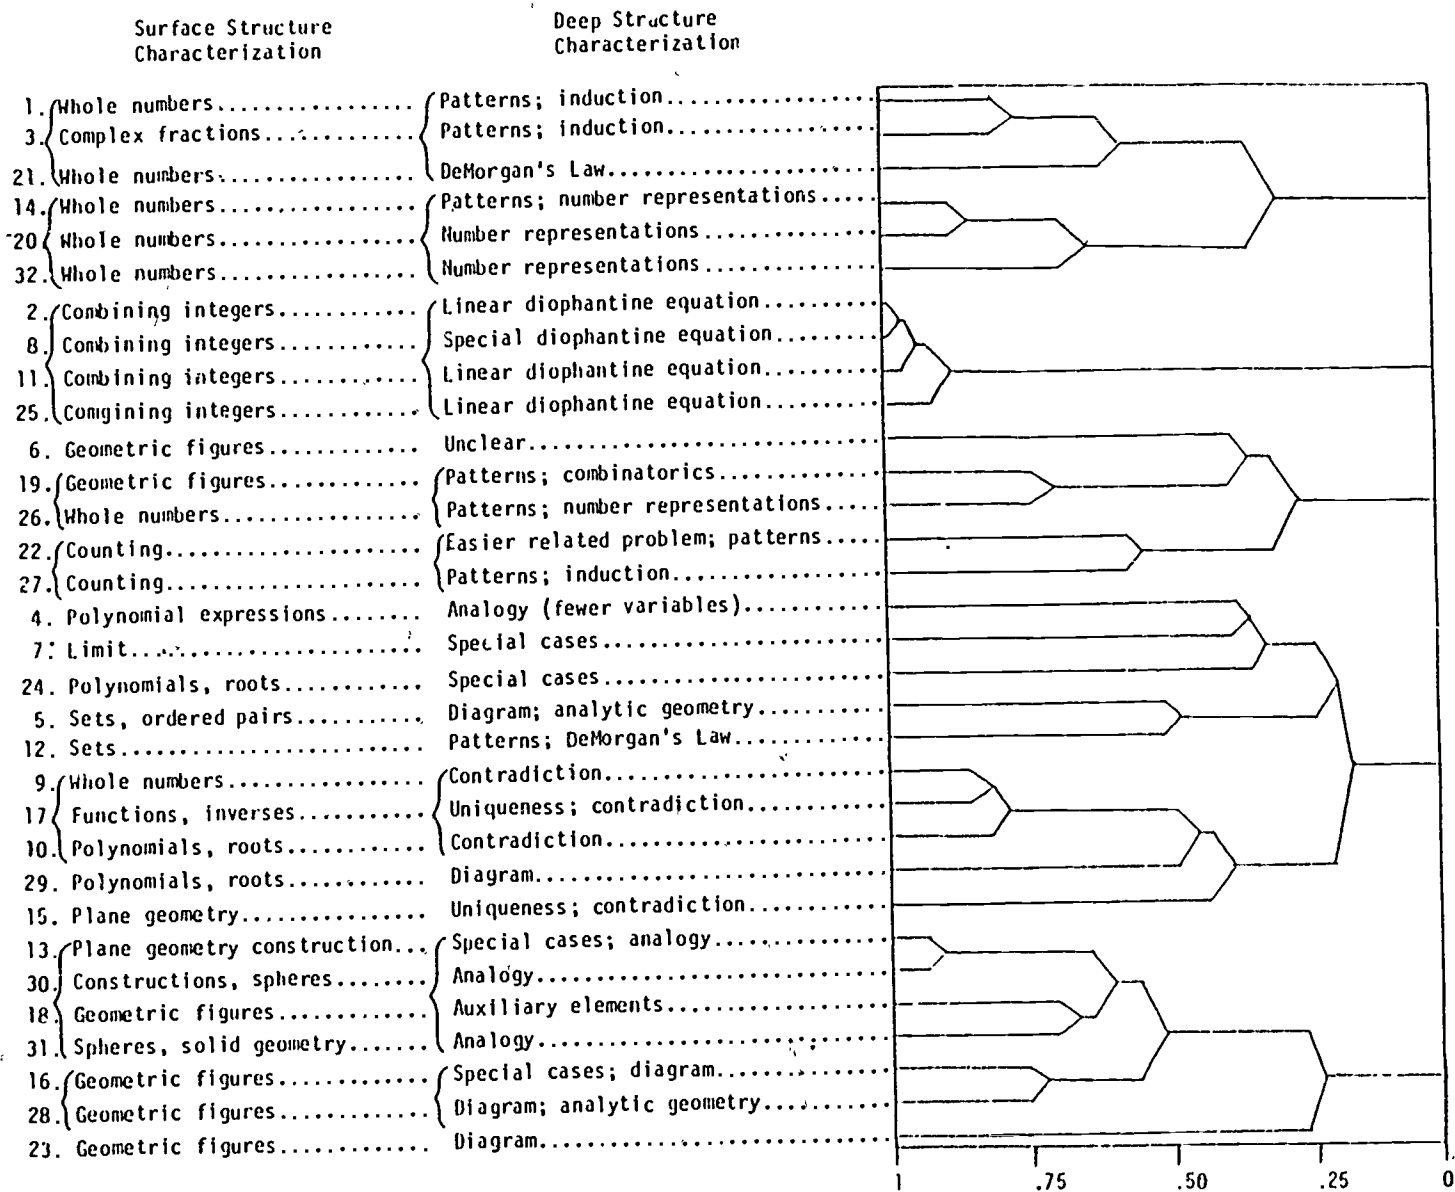 Surface Structure Characterization
Deep Structure Characterization
1. Whole numbers................ Patterns; induction................
3. Complex fractions............ Patterns; induction................
21. Whole numbers................ DeMorgan's Law.....................
14. Whole numbers................ Patterns; number representations.....
20 Whole numbers................ Number representations.............
32. Whole numbers................ Number representations.............
2. Combining integers............ Linear diophantine equation..........
8. Combining integers............ Special diophantine equation.........
11. Combining integers............ Linear diophantine equation..........
25. Comgining integers............ Linear diophantine equation..........
6. Geometric figures............. Unclear............................
19. Geometric figures............ Patterns; combinatorics.............
26. Whole numbers................ Patterns; number representations.....
22. Counting...................... Easier related problem; patterns.....
27. Counting...................... Patterns; induction.................
4. Polynomial expressions........ Analogy (fewer variables)...........
7. Limit......................... Special cases......................
24. Polynomials, roots........... Special cases......................
5. Sets, ordered pairs........... Diagram; analytic geometry..........
12. Sets......................... Patterns; DeMorgan's Law............
9. Whole numbers................. Contradiction......................
17 Functions, inverses........... Uniqueness; contradiction...........
10. Polynomials, roots........... Contradiction......................
29. Polynomials, roots........... Diagram............................
15. Plane geometry............... Uniqueness; contradiction...........
13. Plane geometry construction... Special cases; analogy..............
30. Constructions, spheres........ Analogy............................
18. Geometric figures............ Auxiliary elements..................
31. Spheres, solid geometry....... Analogy............................
16. Geometric figures............. Special cases; diagram..............
28. Geometric figures............. Diagram; analytic geometry..........
23. Geometric figures............. Diagram............................
1 .75 .50 .25 0